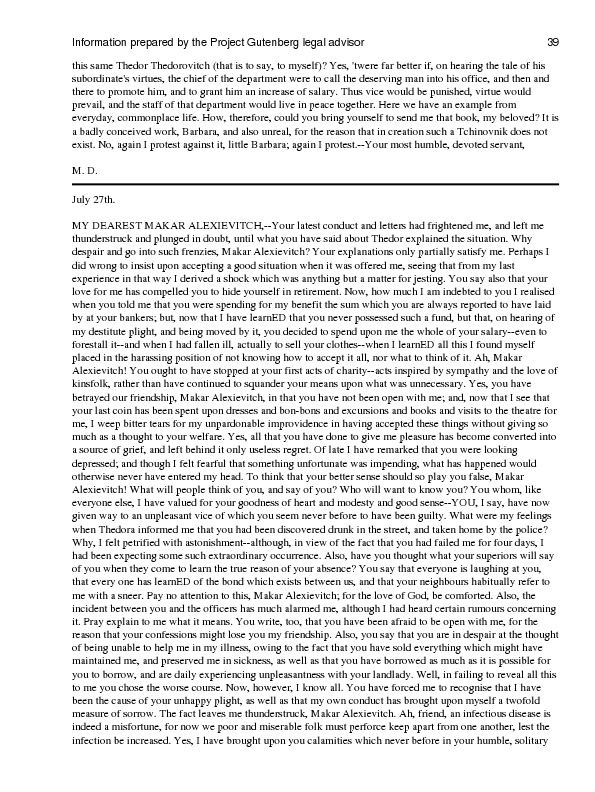 Information prepared by the Project Gutenberg legal advisor 39
this same Thedor Thedorovitch (that is to say, to myself)? Yes, 'twere far better if, on hearing the tale of his
subordinate's virtues, the chief of the department were to call the deserving man into his office, and then and
there to promote him, and to grant him an increase of salary. Thus vice would be punished, virtue would
prevail, and the staff of that department would live in peace together. Here we have an example from
everyday, commonplace life. How, therefore, could you bring yourself to send me that book, my beloved? It is
a badly conceived work, Barbara, and also unreal, for the reason that in creation such a Tchinovnik does not
exist. No, again I protest against it, little Barbara; again I protest.--Your most humble, devoted servant,
M. D.
July 27th.
MY DEAREST MAKAR ALEXIEVITCH,--Your latest conduct and letters had frightened me, and left me
thunderstruck and plunged in doubt, until what you have said about Thedor explained the situation. Why
despair and go into such frenzies, Makar Alexievitch? Your explanations only partially satisfy me. Perhaps I
did wrong to insist upon accepting a good situation when it was offered me, seeing that from my last
experience in that way I derived a shock which was anything but a matter for jesting. You say also that your
love for me has compelled you to hide yourself in retirement. Now, how much I am indebted to you I realised
when you told me that you were spending for my benefit the sum which you are always reported to have laid
by at your bankers; but, now that I have learnED that you never possessed such a fund, but that, on hearing of
my destitute plight, and being moved by it, you decided to spend upon me the whole of your salary--even to
forestall it--and when I had fallen ill, actually to sell your clothes--when I learnED all this I found myself
placed in the harassing position of not knowing how to accept it all, nor what to think of it. Ah, Makar
Alexievitch! You ought to have stopped at your first acts of charity--acts inspired by sympathy and the love of
kinsfolk, rather than have continued to squander your means upon what was unnecessary. Yes, you have
betrayed our friendship, Makar Alexievitch, in that you have not been open with me; and, now that I see that
your last coin has been spent upon dresses and bon-bons and excursions and books and visits to the theatre for
me, I weep bitter tears for my unpardonable improvidence in having accepted these things without giving so
much as a thought to your welfare. Yes, all that you have done to give me pleasure has become converted into
a source of grief, and left behind it only useless regret. Of late I have remarked that you were looking
depressed; and though I felt fearful that something unfortunate was impending, what has happened would
otherwise never have entered my head. To think that your better sense should so play you false, Makar
Alexievitch! What will people think of you, and say of you? Who will want to know you? You whom, like
everyone else, I have valued for your goodness of heart and modesty and good sense--YOU, I say, have now
given way to an unpleasant vice of which you seem never before to have been guilty. What were my feelings
when Thedora informed me that you had been discovered drunk in the street, and taken home by the police?
Why, I felt petrified with astonishment--although, in view of the fact that you had failed me for four days, I
had been expecting some such extraordinary occurrence. Also, have you thought what your superiors will say
of you when they come to learn the true reason of your absence? You say that everyone is laughing at you,
that every one has learnED of the bond which exists between us, and that your neighbours habitually refer to
me with a sneer. Pay no attention to this, Makar Alexievitch; for the love of God, be comforted. Also, the
incident between you and the officers has much alarmed me, although I had heard certain rumours concerning
it. Pray explain to me what it means. You write, too, that you have been afraid to be open with me, for the
reason that your confessions might lose you my friendship. Also, you say that you are in despair at the thought
of being unable to help me in my illness, owing to the fact that you have sold everything which might have
maintained me, and preserved me in sickness, as well as that you have borrowed as much as it is possible for
you to borrow, and are daily experiencing unpleasantness with your landlady. Well, in failing to reveal all this
to me you chose the worse course. Now, however, I know all. You have forced me to recognise that I have
been the cause of your unhappy plight, as well as that my own conduct has brought upon myself a twofold
measure of sorrow. The fact leaves me thunderstruck, Makar Alexievitch. Ah, friend, an infectious disease is
indeed a misfortune, for now we poor and miserable folk must perforce keep apart from one another, lest the
infection be increased. Yes, I have brought upon you calamities which never before in your humble, solitary